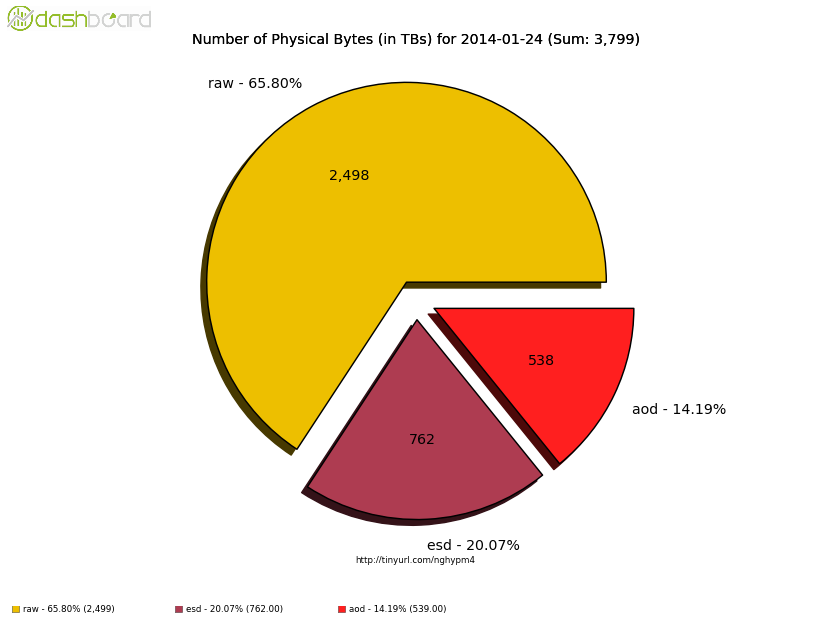 dashboard
Number of Physical Bytes (in TBs) for 2014-01-24 (Sum: 3,799)
raw - 65.80%
2,498
538
aod - 14.19%
762
esd - 20.07%
http://tinyurl.com/nghypm4
raw - 65.80% (2,499) esd - 20.07% (762.00) aod - 14.19% (539.00)